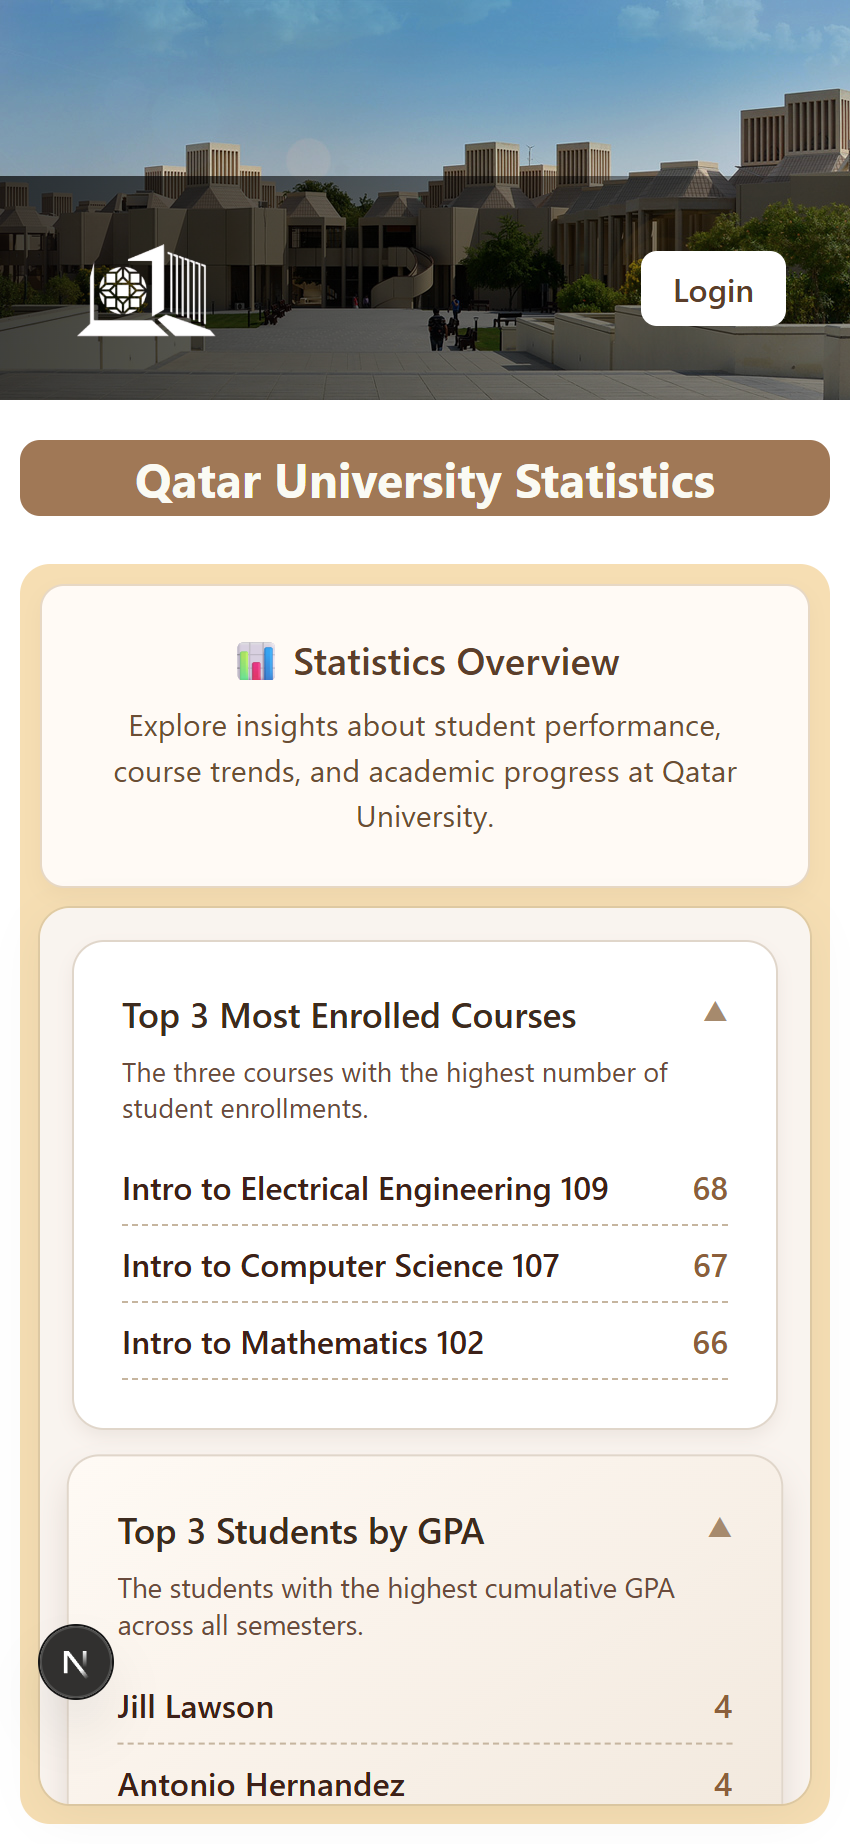 Login
Qatar University Statistics
📊 Statistics Overview
Explore insights about student performance,
course trends, and academic progress at Qatar
University.
Top 3 Most Enrolled Courses ▲
The three courses with the highest number of
student enrollments.
Intro to Electrical Engineering 109 68
Intro to Computer Science 107 67
Intro to Mathematics 102 66
Top 3 Students by GPA ▲
The students with the highest cumulative GPA
across all semesters.
N
Jill Lawson 4
Antonio Hernandez 4